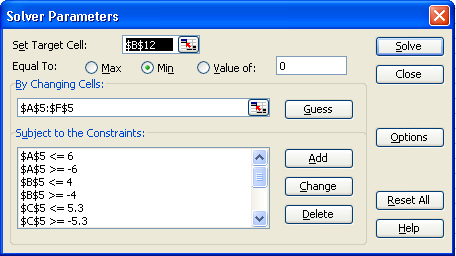 Solver Parameters
Set Target Cell: $B$12 Solve
Equal To: Max Min Value of: 0 Close
By Changing Cells:
$A$5:$F$5 Guess
Subject to the Constraints: Options
$A$5 <= 6 Add
$A$5 >= -6
$B$5 <= 4 Change
$B$5 >= -4 Reset All
$C$5 <= 5.3 Delete
$C$5 >= -5.3 Help